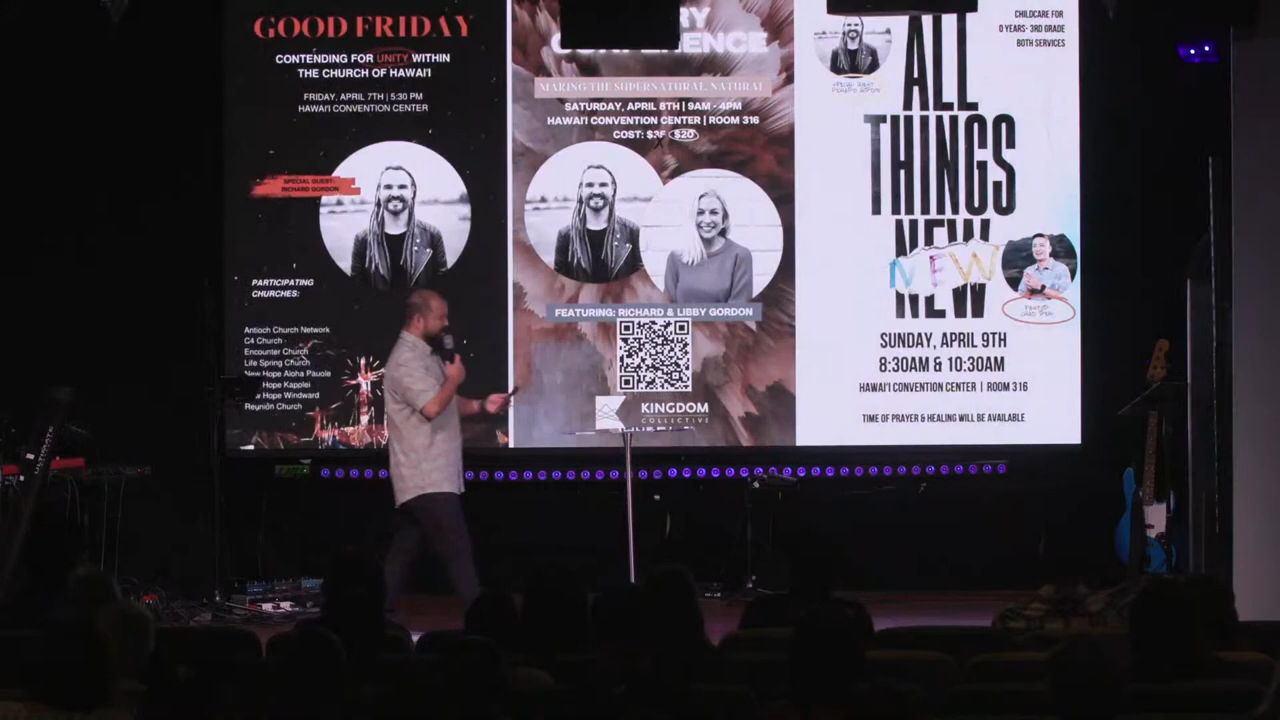 GOOD FRIDAY
CONTENDING FOR UNITY WITHIN
THE CHURCH OF HAWAI'I
FRIDAY, APRIL 7TH | 5:30 PM
HAWAI'I CONVENTION CENTER
SPECIAL GUEST:
RICHARD GORDON
PARTICIPATING
CHURCHES:
Antioch Church Network
C4 Church
Encounter Church
Life Spring Church
New Hope Aloha Pauole
Hope Kapolei
Hope Windward
Reunion Church
MAKING THE SUPERNATURAL, NATURAL
SATURDAY, APRIL 8TH | 9AM - 4PM
HAWAI'I CONVENTION CENTER | ROOM 316
COST: $20
FEATURING: RICHARD & LIBBY GORDON
KINGDOM
COLLECTIVE
CHILDCARE FOR
0 YEARS- 3RD GRADE
BOTH SERVICES
ALL
THINGS
NEW
NEW
NEW
SUNDAY, APRIL 9TH
8:30AM & 10:30AM
HAWAI'I CONVENTION CENTER | ROOM 316
TIME OF PRAYER & HEALING WILL BE AVAILABLE